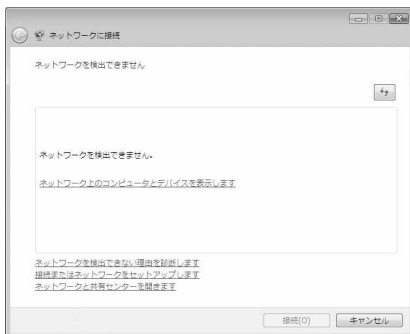 ネットワークに接続
ネットワークを検出できません
ネットワークを検出できません。
ネットワーク上のコンピュータとデバイスを表示します
ネットワークを検出できない理由を診断します
接続またはネットワークをセットアップします
ネットワークと共有センターを開きます
接続(O)
キャンセル